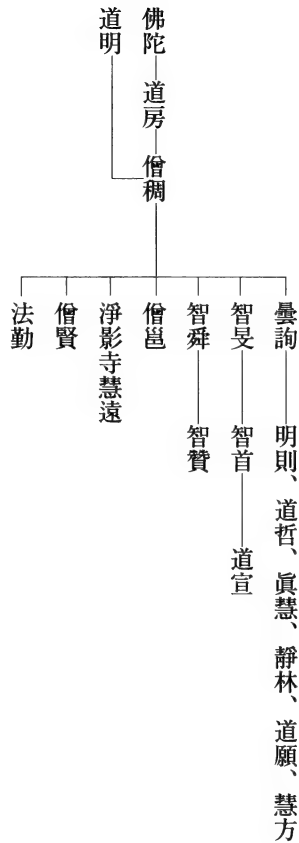 佛陀 道房 僧稠
道明
曇詢 明則、道哲、眞慧、靜林、道願、慧方
智旻 智首 道宣
智舜 智贊
僧邕
淨影寺慧遠
僧賢
法勤